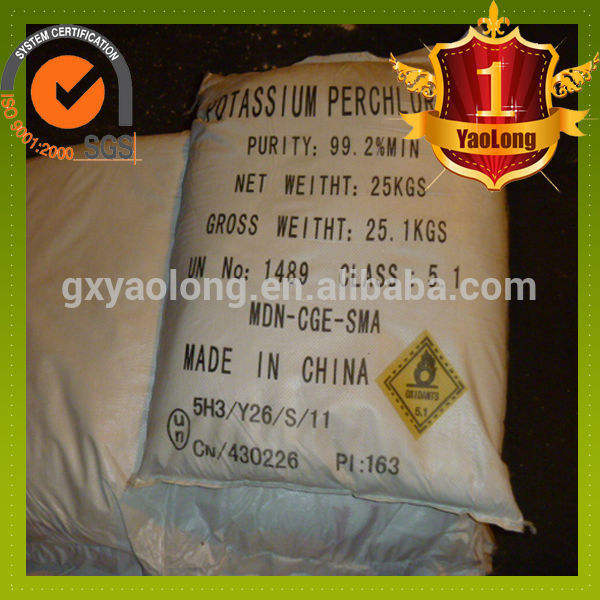 SYSTEM CERTIFICATION
ISO 9001:2000 SGS
1
YaoLong
POTASSIUM
PURITY: 99.2%MIN
NET WEITHT: 25KGS
GROSS WEITHT: 25.1KGS
UN No: 1489 CLASS: 5.1
gxyaolong.en.alibaba.com
MDN-CGE-SMA
MADE IN CHINA
OXIDANTS
5.1
5H3/Y26/S/11
un
CN/430226 PI:163